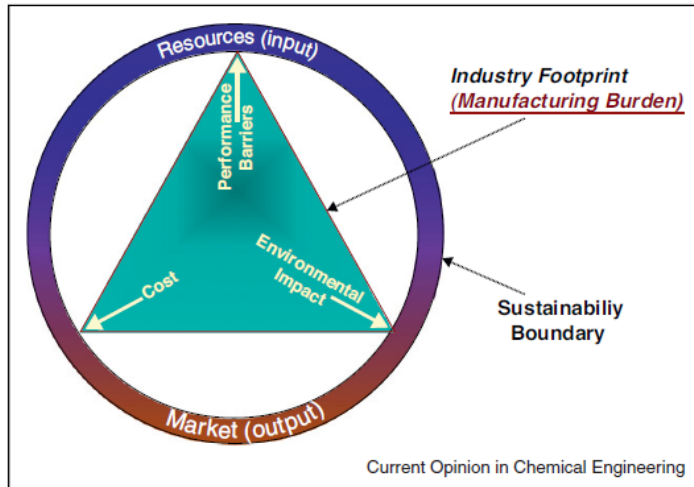 Resources (input)
Performance
Barriers
Cost
Environmental
Impact
Market (output)
Industry Footprint
(Manufacturing Burden)
Sustainabiliy
Boundary
Current Opinion in Chemical Engineering